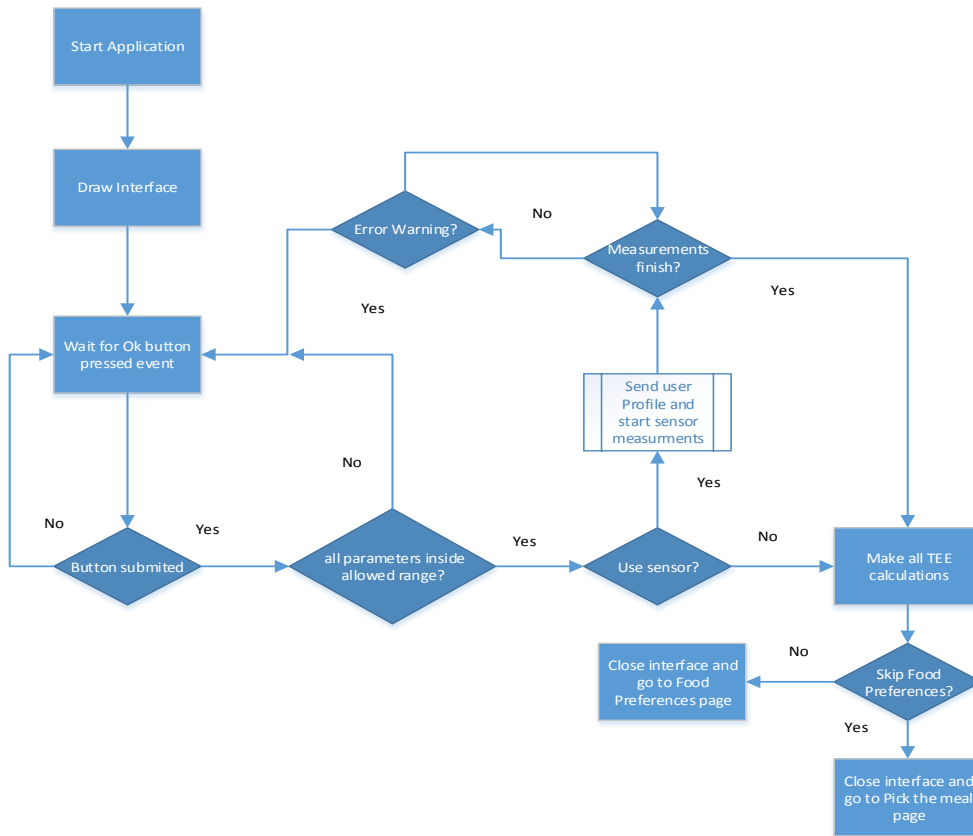 Start Application
Draw Interface
No
Error Warning?
Measurements
finish?
Yes
Yes
Wait for Ok button
pressed event
Send user
Profile and
start sensor
measurments
No
Yes
No
Yes
Button submited
all parameters inside
allowed range?
Yes
Use sensor?
No
Make all TEE
calculations
Close interface and
go to Food
Preferences page
No
Skip Food
Preferences?
Yes
Close interface and
go to Pick the meal
page